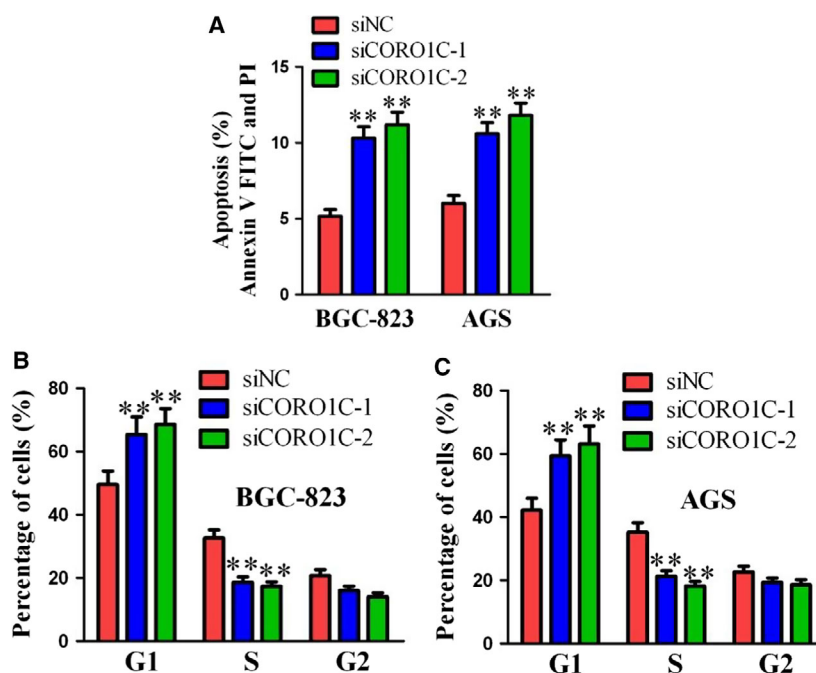 A
siNC
siCORO1C-1
siCORO1C-2
Apoptosis (%)
Annexin V FITC and PI
15
10
5
0
** ** ** **
BGC-823 AGS
B
siNC
siCORO1C-1
siCORO1C-2
Percentage of cells (%)
80
60
40
20
0
** **
BGC-823
** **
G1 S G2
C
siNC
siCORO1C-1
siCORO1C-2
Percentage of cells (%)
80
60
40
20
0
** **
AGS
** **
G1 S G2